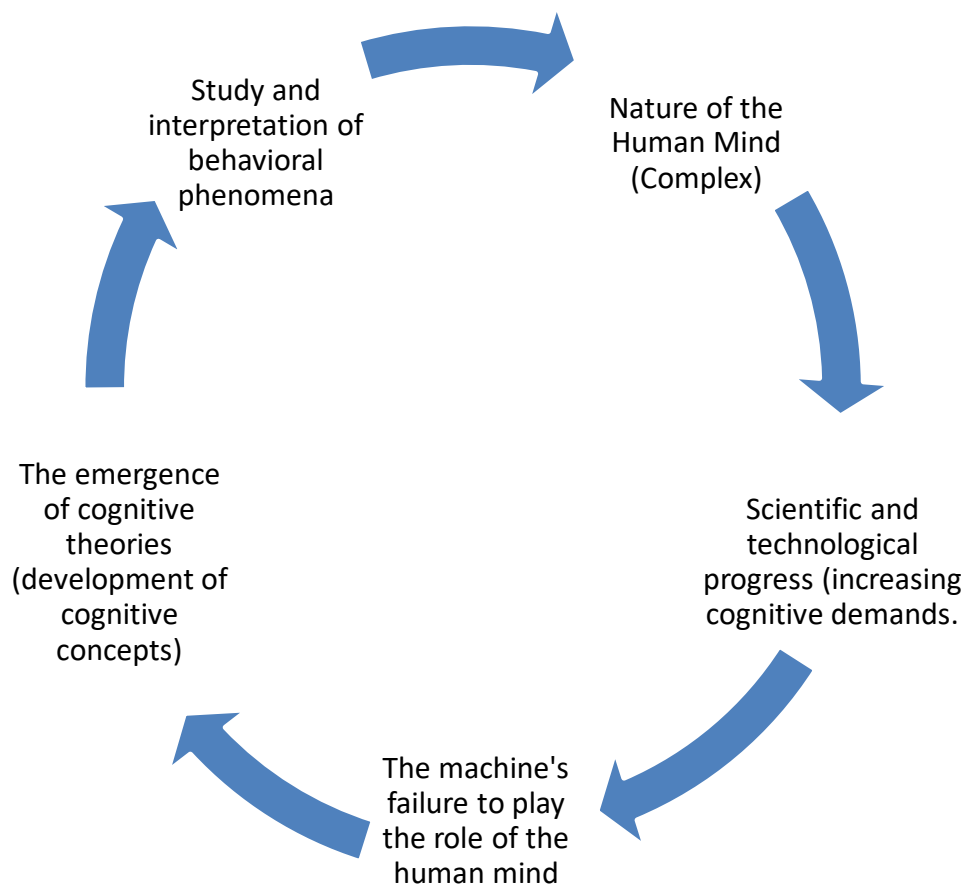 Study and
interpretation of
behavioral
phenomena
Nature of the
Human Mind
(Complex)
Scientific and
technological
progress (increasing
cognitive demands.
The machine's
failure to play
the role of the
human mind
The emergence
of cognitive
theories
(development of
cognitive
concepts)